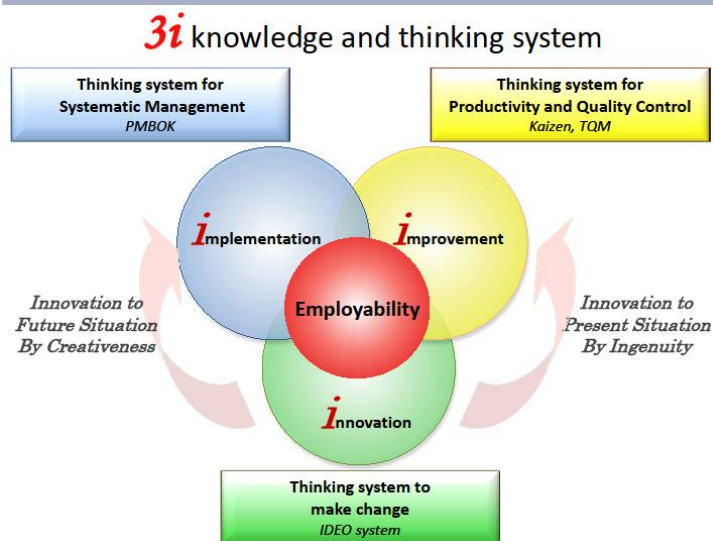 3i knowledge and thinking system
Thinking system for
Systematic Management
PMBOK
Thinking system for
Productivity and Quality Control
Kaizen, TQM
implementation
improvement
Employability
Innovation to
Future Situation
By Creativeness
Innovation to
Present Situation
By Ingenuity
innovation
Thinking system to
make change
IDEO system